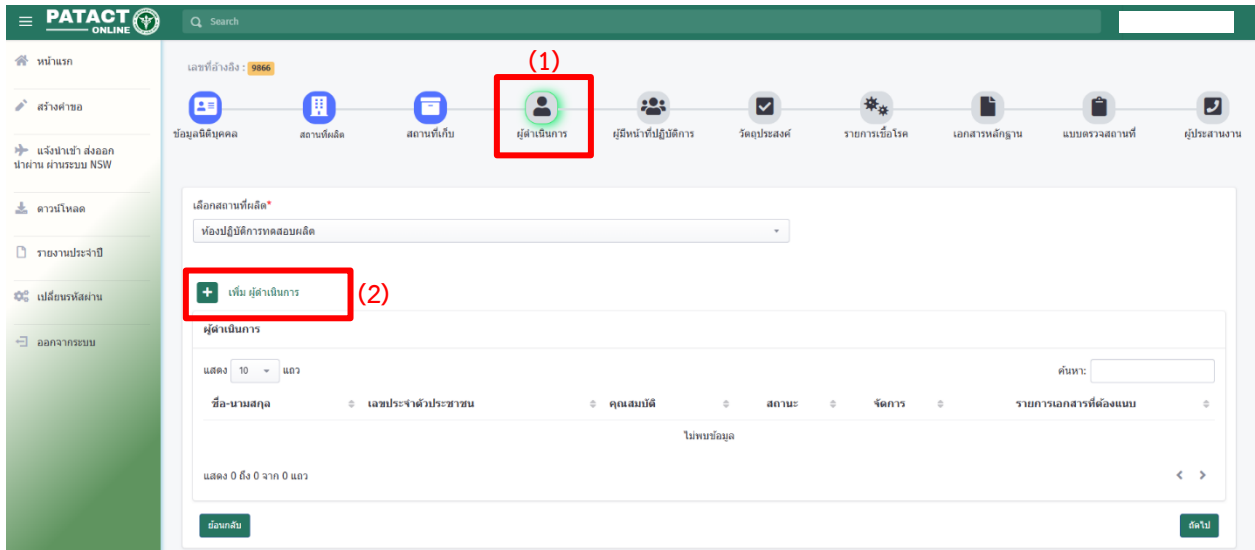 PATACT
ONLINE
Search
หน้าแรก
สร้างคำขอ
แจ้งนำเข้า ส่งออก
นำผ่าน ผ่านระบบ NSW
ดาวน์โหลด
รายงานประจำปี
เปลี่ยนรหัสผ่าน
ออกจากระบบ
เลขที่อ้างอิง : 9866
(1)
ข้อมูลนิติบุคคล
สถานที่ผลิต
สถานที่เก็บ
ผู้ดำเนินการ
ผู้มีหน้าที่ปฏิบัติการ
วัตถุประสงค์
รายการเชื้อโรค
เอกสารหลักฐาน
แบบตรวจสถานที่
ผู้ประสานงาน
เลือกสถานที่ผลิต*
ห้องปฏิบัติการทดสอบผลิต
เพิ่ม ผู้ดำเนินการ
(2)
ผู้ดำเนินการ
แสดง 10 แถว
ค้นหา:
ชื่อ-นามสกุล เลขประจำตัวประชาชน คุณสมบัติ สถานะ จัดการ รายการเอกสารที่ต้องแนบ
ไม่พบข้อมูล
แสดง 0 ถึง 0 จาก 0 แถว
ย้อนกลับ
ถัดไป